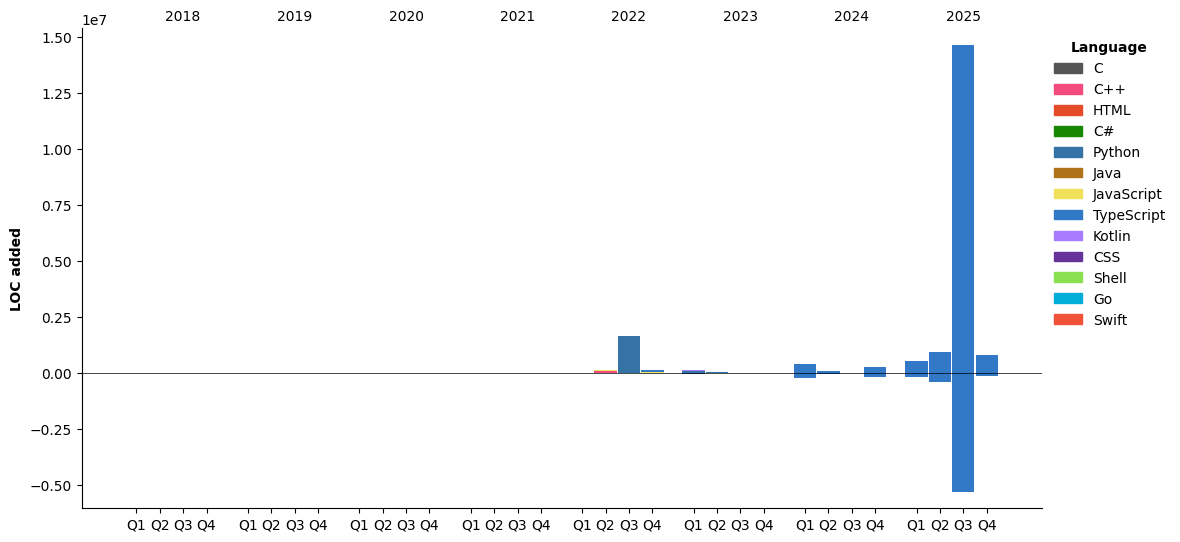 2018 2019 2020 2021 2022 2023 2024 2025
1e7
1.50
1.25
1.00
0.75
0.50
0.25
0.00
−0.25
−0.50
LOC added
Q1 Q2 Q3 Q4 Q1 Q2 Q3 Q4 Q1 Q2 Q3 Q4 Q1 Q2 Q3 Q4 Q1 Q2 Q3 Q4 Q1 Q2 Q3 Q4 Q1 Q2 Q3 Q4 Q1 Q2 Q3 Q4
Language
C
C++
HTML
C#
Python
Java
JavaScript
TypeScript
Kotlin
CSS
Shell
Go
Swift